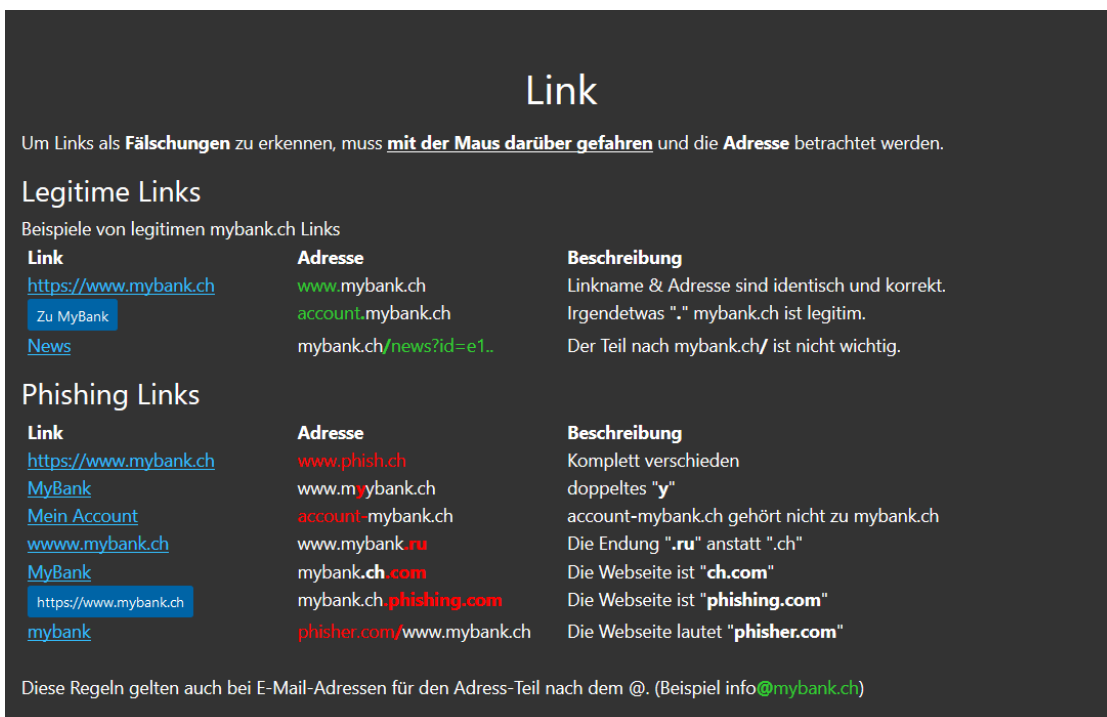 Link
Um Links als Fälschungen zu erkennen, muss mit der Maus darüber gefahren und die Adresse betrachtet werden.
Legitime Links
Beispiele von legitimen mybank.ch Links
Link Adresse Beschreibung
https://www.mybank.ch www.mybank.ch Linkname & Adresse sind identisch und korrekt.
Zu MyBank account.mybank.ch Irgendetwas "." mybank.ch ist legitim.
News mybank.ch/news?id=e1.. Der Teil nach mybank.ch/ ist nicht wichtig.
Phishing Links
Link Adresse Beschreibung
https://www.mybank.ch www.phish.ch Komplett verschieden
MyBank www.myybank.ch doppeltes "y"
Mein Account account-mybank.ch account-mybank.ch gehört nicht zu mybank.ch
wwww.mybank.ch www.mybank.ru Die Endung ".ru" anstatt ".ch"
MyBank mybank.ch.com Die Webseite ist "ch.com"
https://www.mybank.ch mybank.ch.phishing.com Die Webseite ist "phishing.com"
mybank phisher.com/www.mybank.ch Die Webseite lautet "phisher.com"
Diese Regeln gelten auch bei E-Mail-Adressen für den Adress-Teil nach dem @. (Beispiel info@mybank.ch)